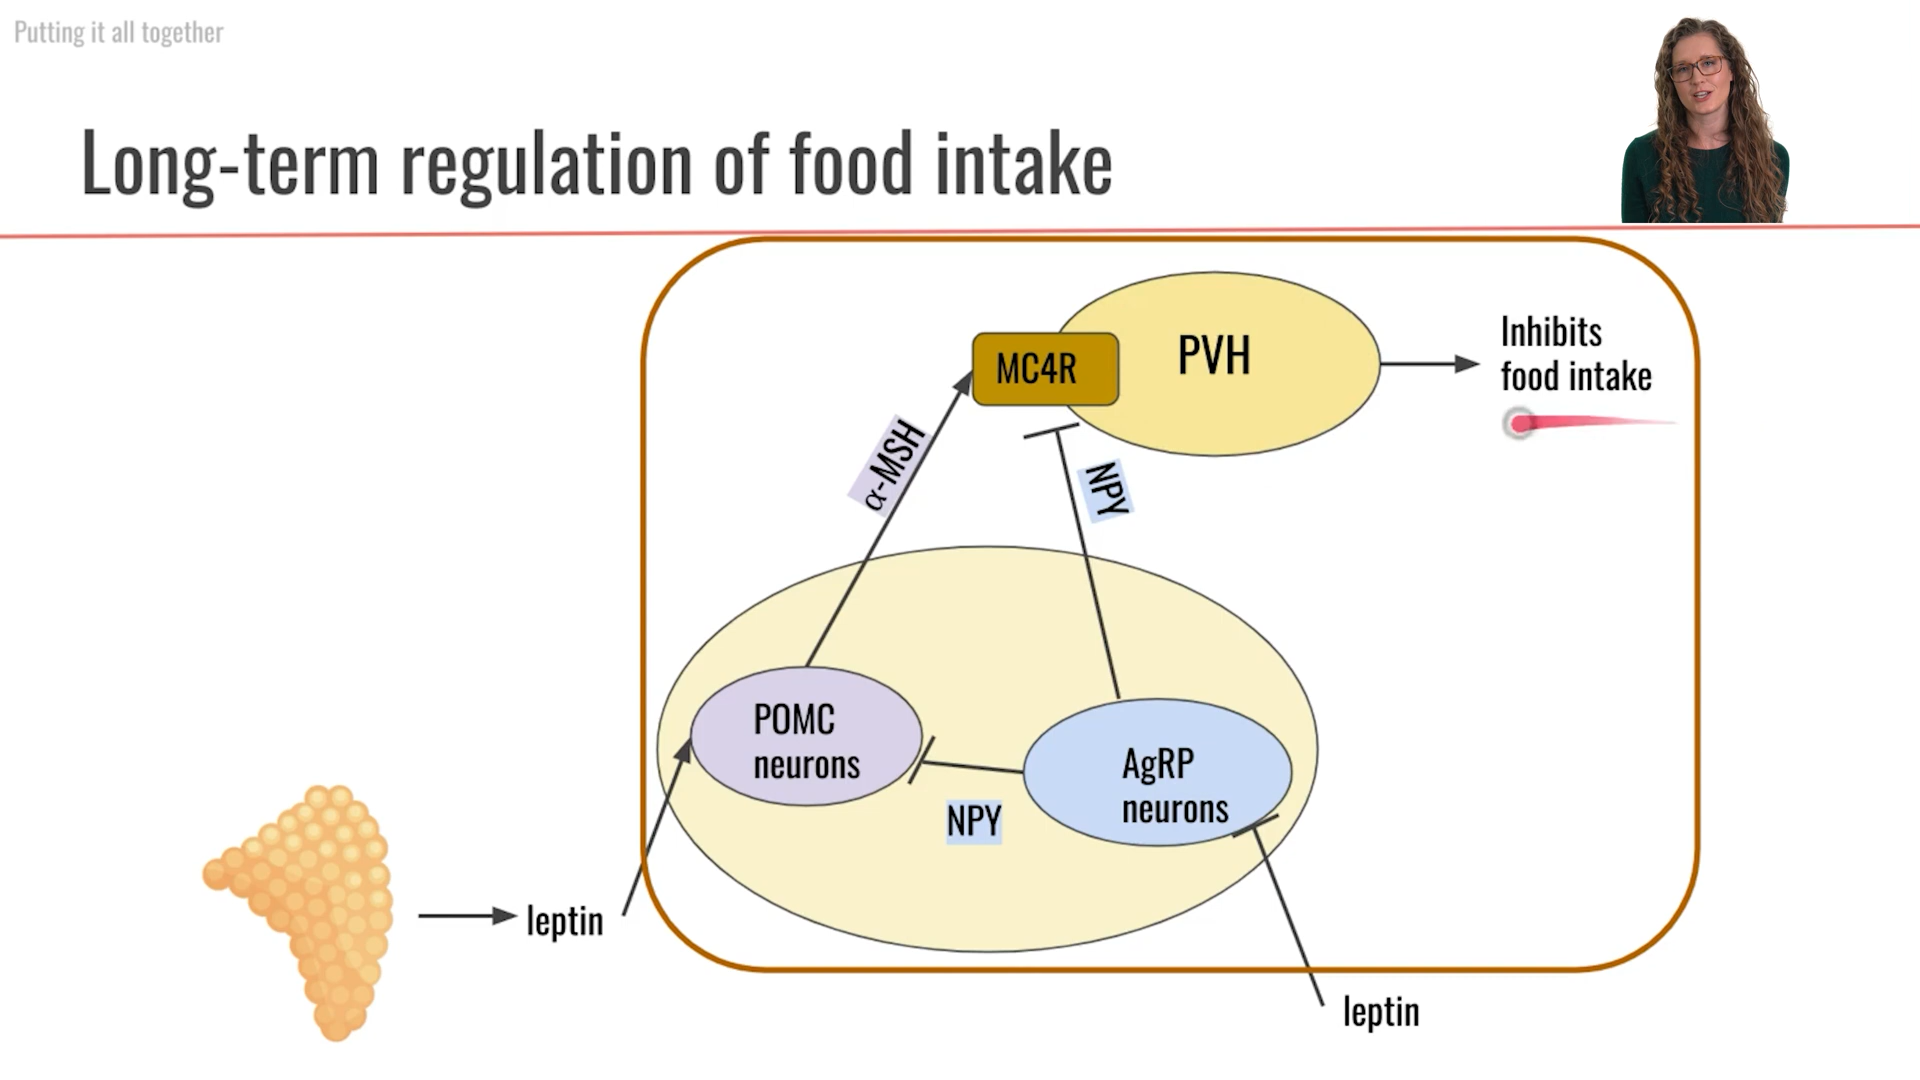 Putting it all together
Long-term regulation of food intake
MC4R
PVH
Inhibits
food intake
α-MSH
NPY
POMC
neurons
AgRP
neurons
NPY
leptin
leptin